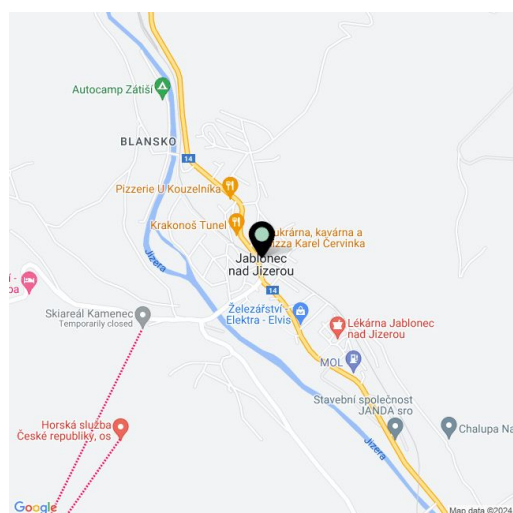 Autocamp Zátiší
BLANSKO
14
Pizzerie U Kouzelníka
Krakonoš Tunel
ukrárna, kavárna a
izza Karel Červinka
Jizera
Jablonec
nad Jizerou
14
Skiareál Kamenec
Temporarily closed
Železářství
Elektra - Elvis
Lékárna Jablonec
nad Jizerou
MOL
Stavební společnost
JANDA sro
Horská služba
České republiky, os
Chalupa Na
Jizera
Google
Map data ©2024